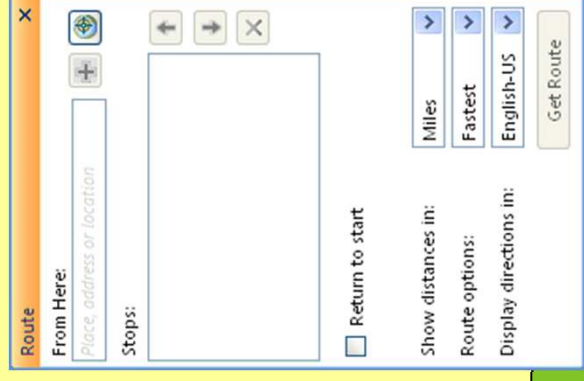 Route
From Here:
Place, address or location
Stops:
Return to start
Show distances in: Miles
Route options: Fastest
Display directions in: English-US
Get Route